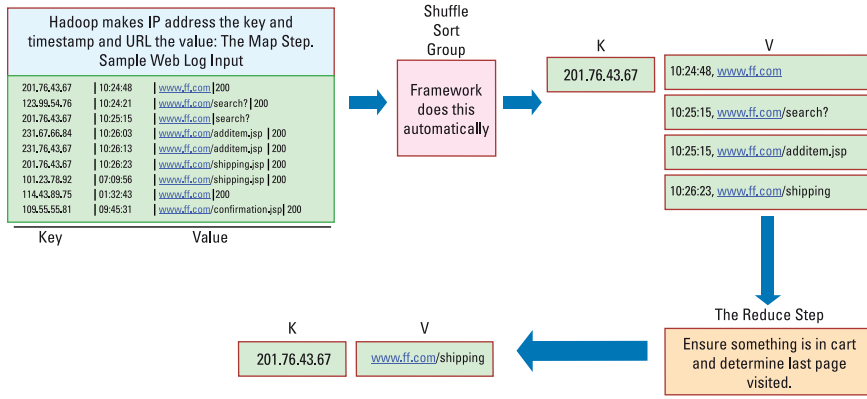 Hadoop makes IP address the key and
timestamp and URL the value: The Map Step.
Sample Web Log Input
201.76.43.67 | 10:24:48 | www.ff.com |200
123.99.54.76 | 10:24:21 | www.ff.com/search? | 200
201.76.43.67 | 10:25:15 | www.ff.com |search?
231.67.66.84 | 10:26:03 | www.ff.com/additem.jsp | 200
231.76.43.67 | 10:26:13 | www.ff.com/additem.jsp | 200
201.76.43.67 | 10:26:23 | www.ff.com/shipping.jsp | 200
101.23.78.92 | 07:09:56 | www.ff.com/shipping.jsp | 200
114.43.89.75 | 01:32:43 | www.ff.com |200
109.55.55.81 | 09:45:31 | www.ff.com/confirmation.jsp| 200
Key Value
Shuffle
Sort
Group
Framework
does this
automatically
K V
201.76.43.67
10:24:48, www.ff.com
10:25:15, www.ff.com/search?
10:25:15, www.ff.com/additem.jsp
10:26:23, www.ff.com/shipping
The Reduce Step
Ensure something is in cart
and determine last page
visited.
K V
201.76.43.67 www.ff.com/shipping